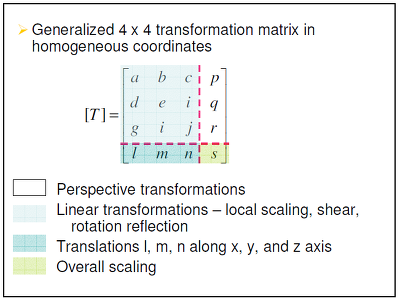 Generalized 4 x 4 transformation matrix in
homogeneous coordinates
a b c p
d e i q
[T] =
g i j r
l m n s
Perspective transformations
Linear transformations – local scaling, shear,
rotation reflection
Translations l, m, n along x, y, and z axis
Overall scaling